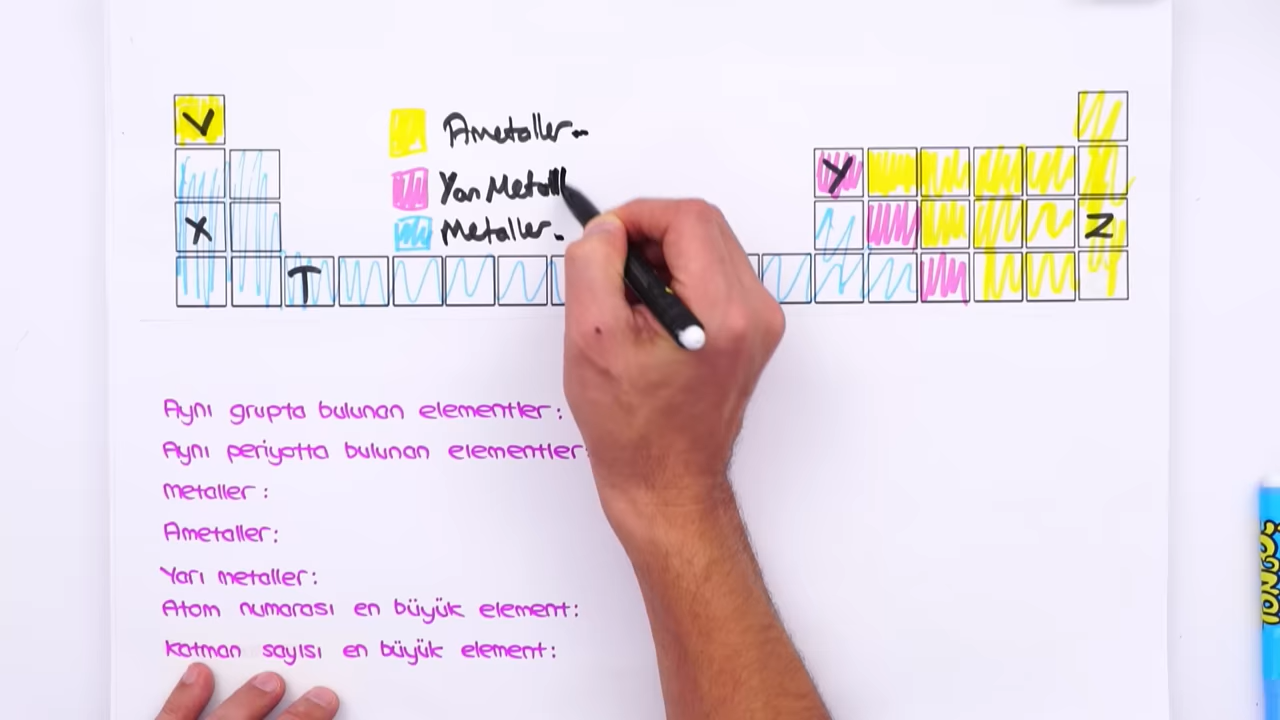 V
Ametaller
Y
Yarı Metall
X
Metaller.
Z
T
Aynı grupta bulunan elementler:
Aynı periyotta bulunan elementler:
Metaller:
Ametaller:
Yarı metaller:
Atom numarası en büyük element:
Katman sayısı en büyük element: